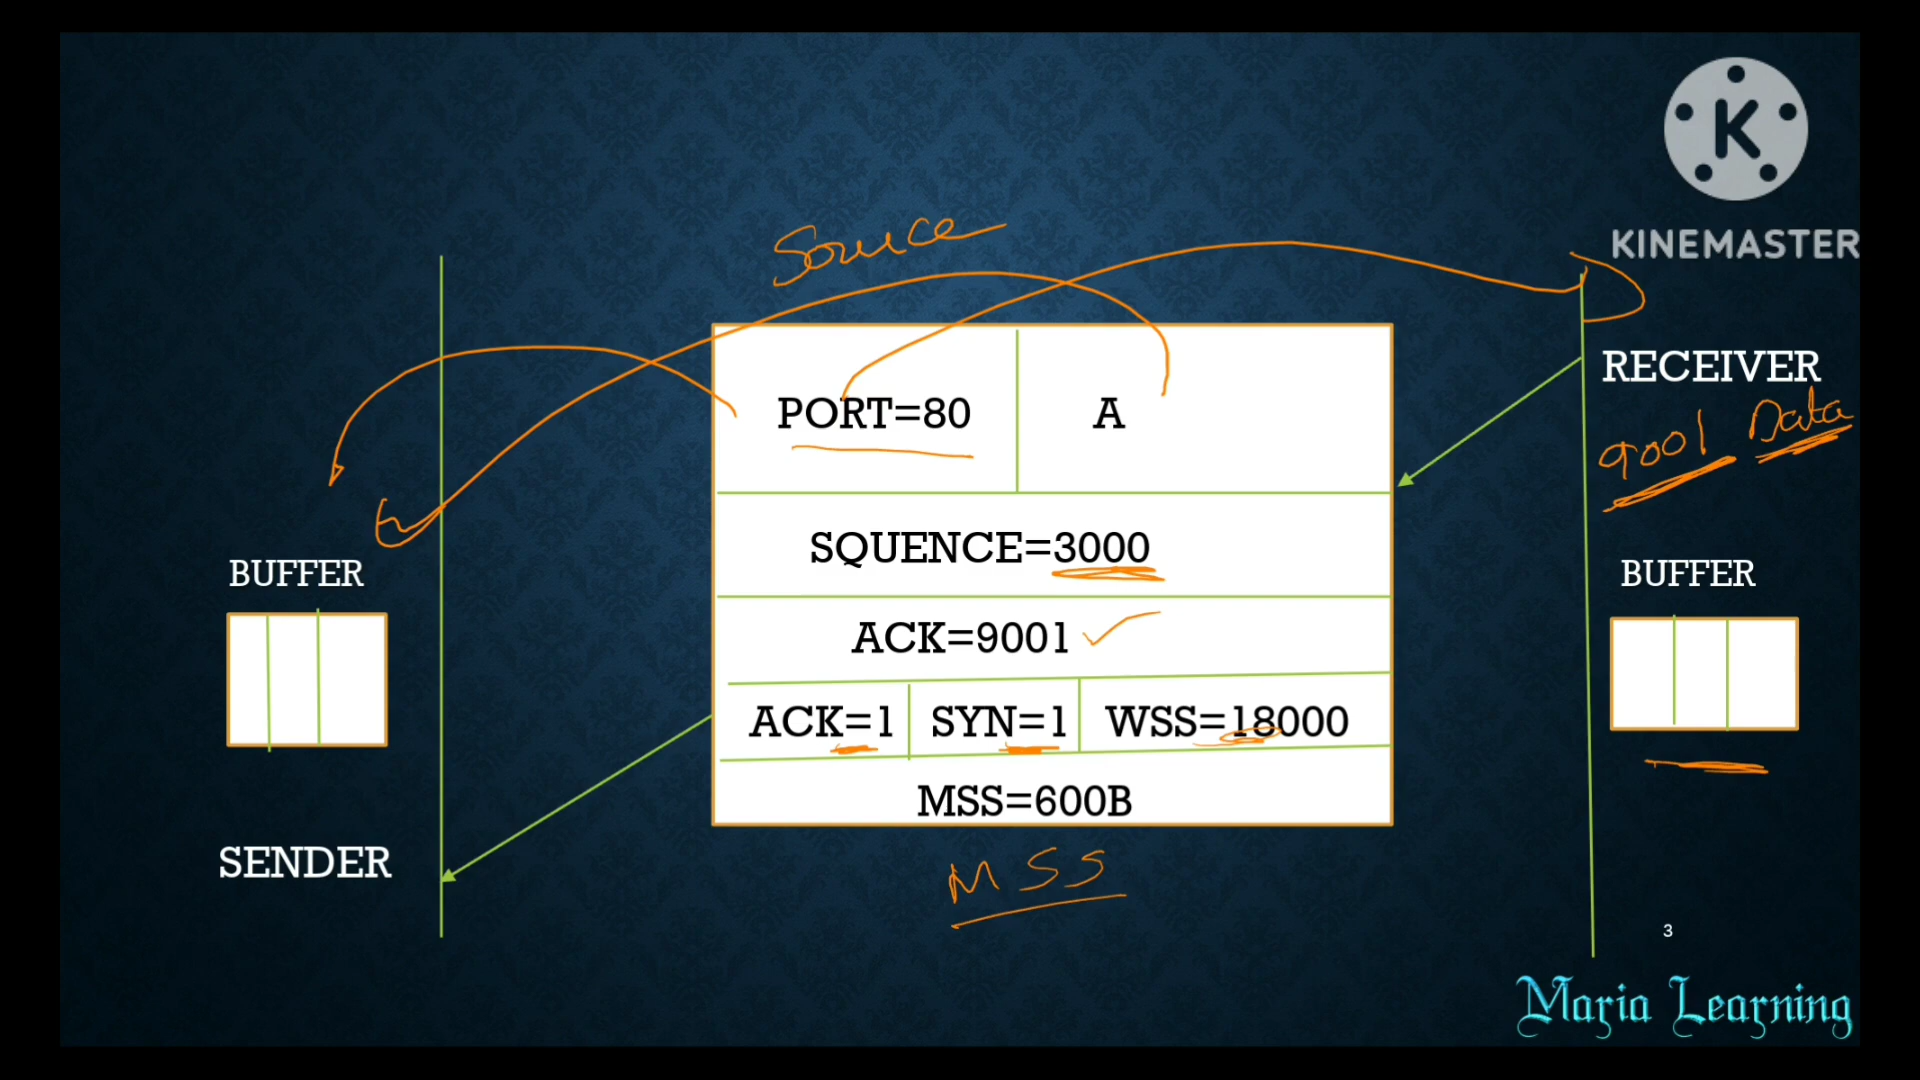 KINEMASTER
Source
RECEIVER
PORT=80
A
9001 Data
SQUENCE=3000
BUFFER
BUFFER
ACK=9001
ACK=1
SYN=1
WSS=18000
MSS=600B
SENDER
MSS
3
Maria Learning